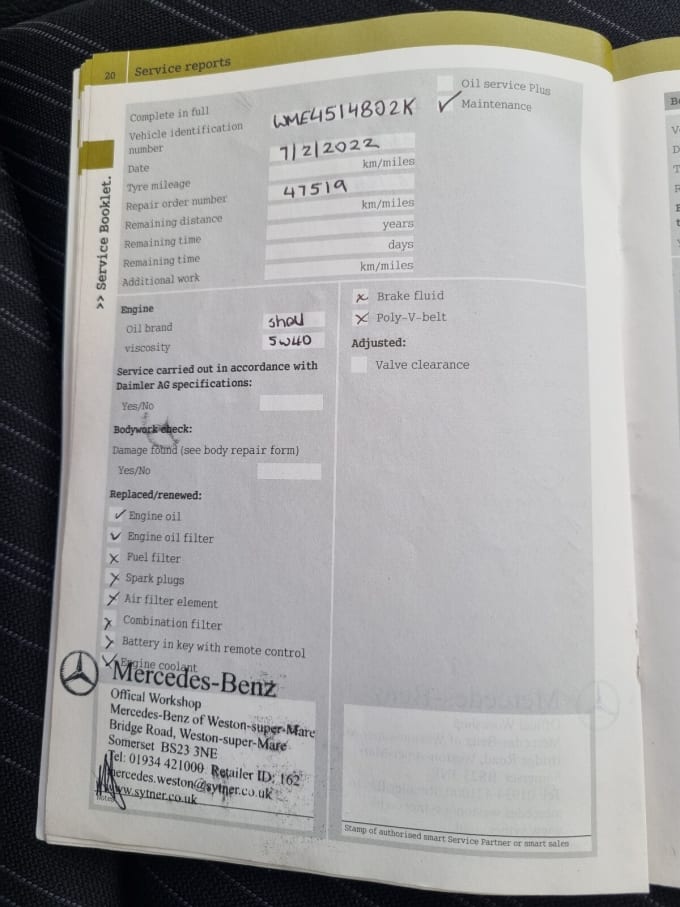 20 Service reports
>> Service Booklet.
Complete in full
Vehicle identification
number
WME4514802K
Date
7/2/2022
Tyre mileage
km/miles
Repair order number
47519
Remaining distance
km/miles
Remaining time
years
Remaining time
days
Additional work
km/miles
Oil service Plus
✓ Maintenance
Engine
Oil brand
viscosity
5W40
Service carried out in accordance with
Daimler AG specifications:
Yes/No
Bodywork check:
Damage found (see body repair form)
Yes/No
Replaced/renewed:
✓ Engine oil
✓ Engine oil filter
x Fuel filter
x Spark plugs
x Air filter element
x Combination filter
x Battery in key with remote control
Engine coolant
x Brake fluid
x Poly-V-belt
Adjusted:
Valve clearance
Mercedes-Benz
Offical Workshop
Mercedes-Benz of Weston-super-Mare
Bridge Road, Weston-super-Mare
Somerset BS23 3NE
Tel: 01934 421000 Retailer ID: 162
mercedes.weston@sytner.co.uk
www.sytner.co.uk
Stamp of authorised smart Service Partner or smart sales